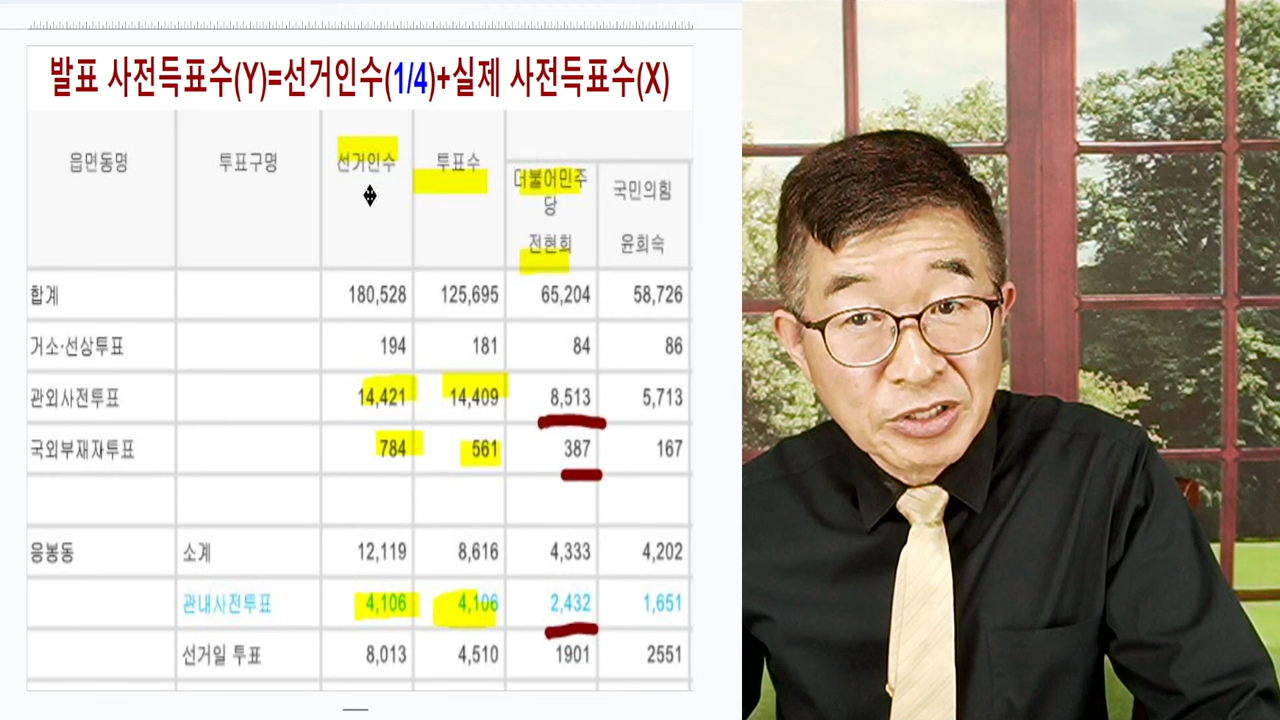 발표 사전득표수(Y)=선거인수(1/4)+실제 사전득표수(X)
읍면동명 투표구명 선거인수 투표수 더불어민주당 전현희 국민의힘 윤희숙
합계 180,528 125,695 65,204 58,726
거소·선상투표 194 181 84 86
관외사전투표 14,421 14,409 8,513 5,713
국외부재자투표 784 561 387 167
응봉동 소계 12,119 8,616 4,333 4,202
관내사전투표 4,106 4,106 2,432 1,651
선거일 투표 8,013 4,510 1901 2551